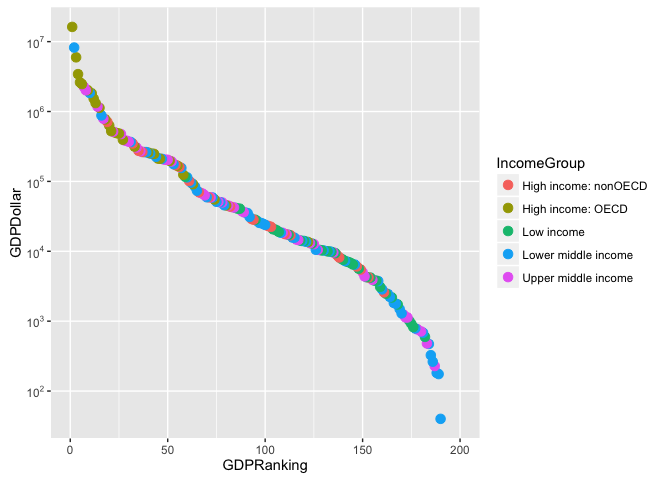 10^7
10^6
10^5
10^4
10^3
10^2
GDPDollar
0
50
100
150
200
GDPRanking
IncomeGroup
High income: nonOECD
High income: OECD
Low income
Lower middle income
Upper middle income